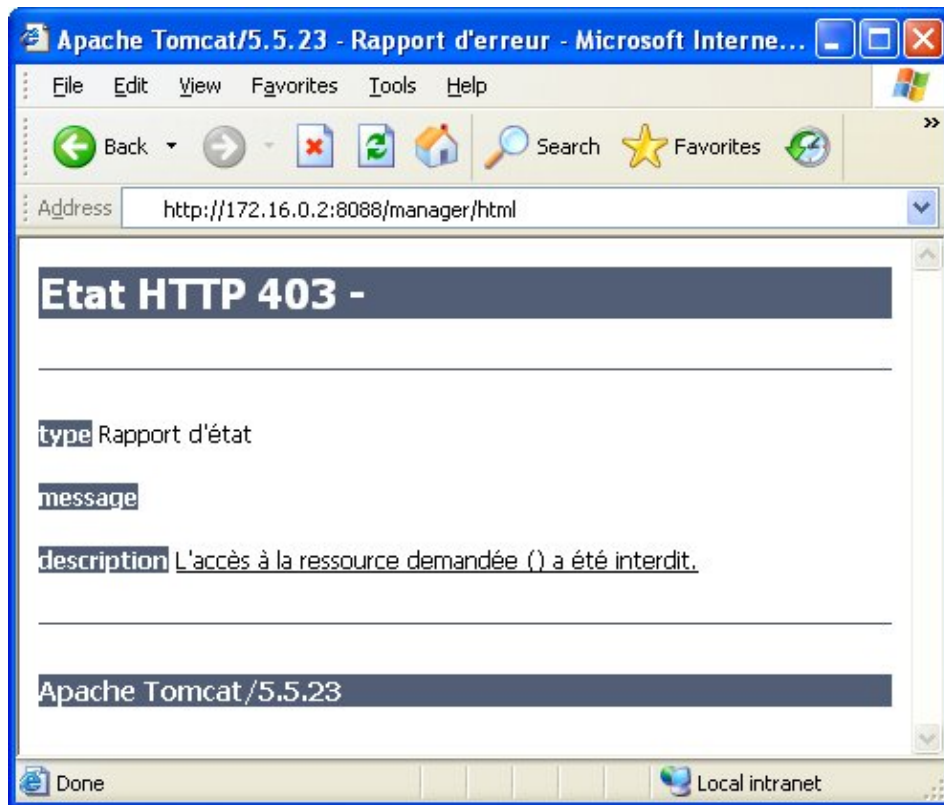 Apache Tomcat/5.5.23 - Rapport d'erreur - Microsoft Interne...
File Edit View Favorites Tools Help
Back Search Favorites »
Address http://172.16.0.2:8088/manager/html
Etat HTTP 403 -
type Rapport d'état
message
description L'accès à la ressource demandée () a été interdit.
Apache Tomcat/5.5.23
Done Local intranet